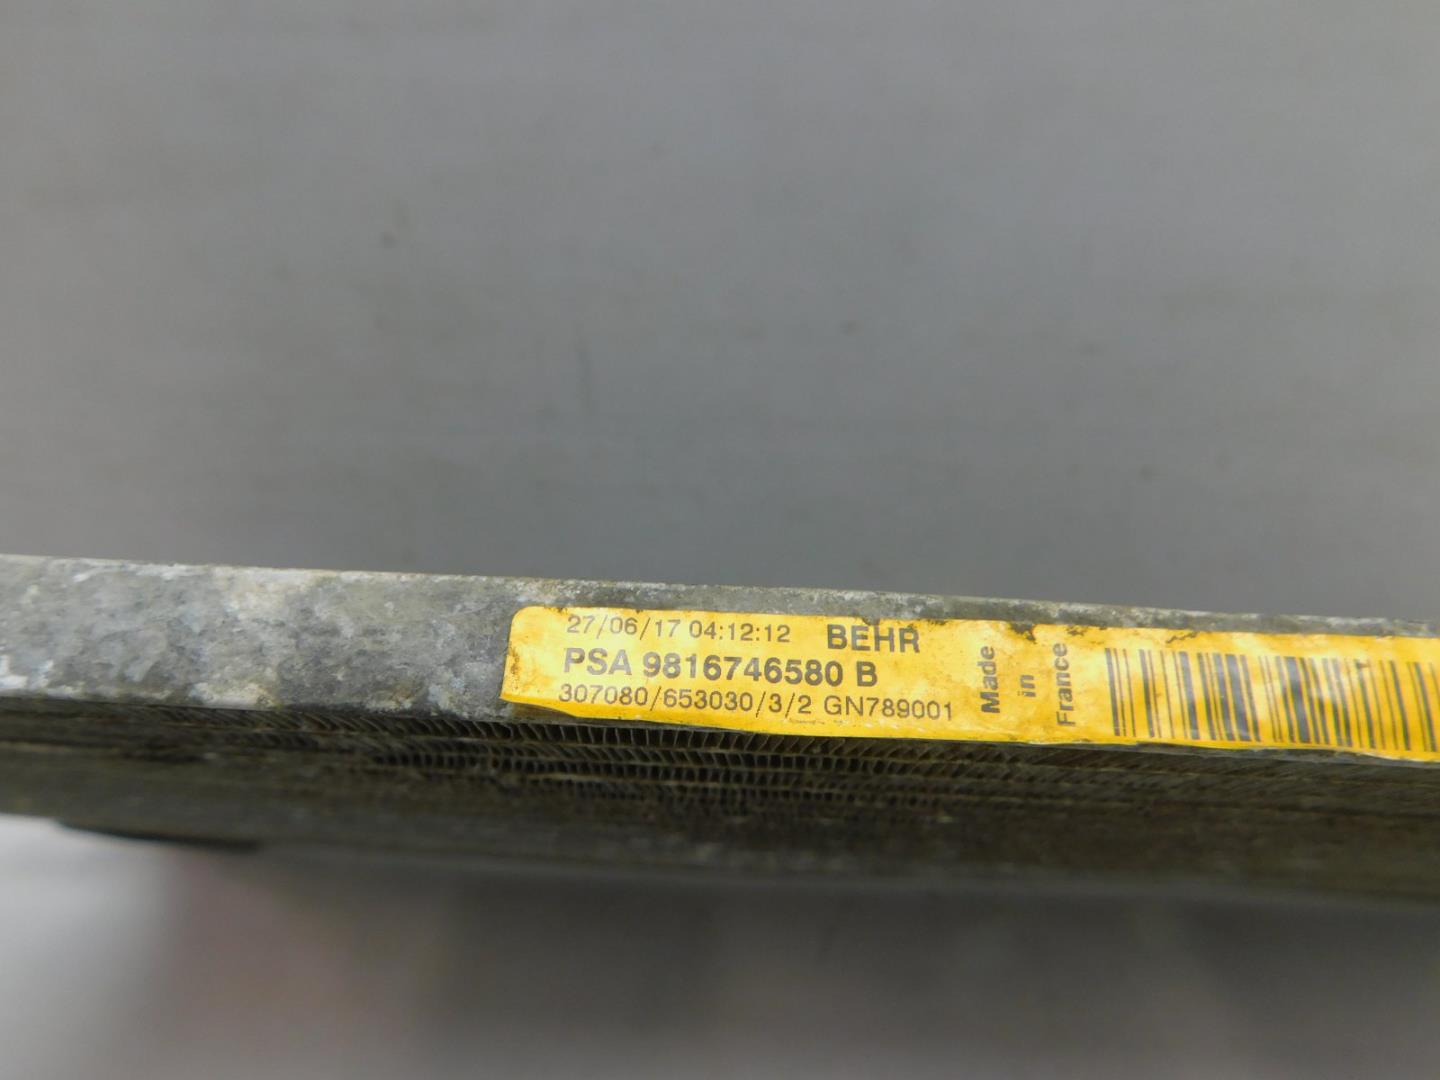 27/06/17 04:12:12 BEHR
PSA 9816746580 B
307080/653030/3/2 GN789001
Made
in
France